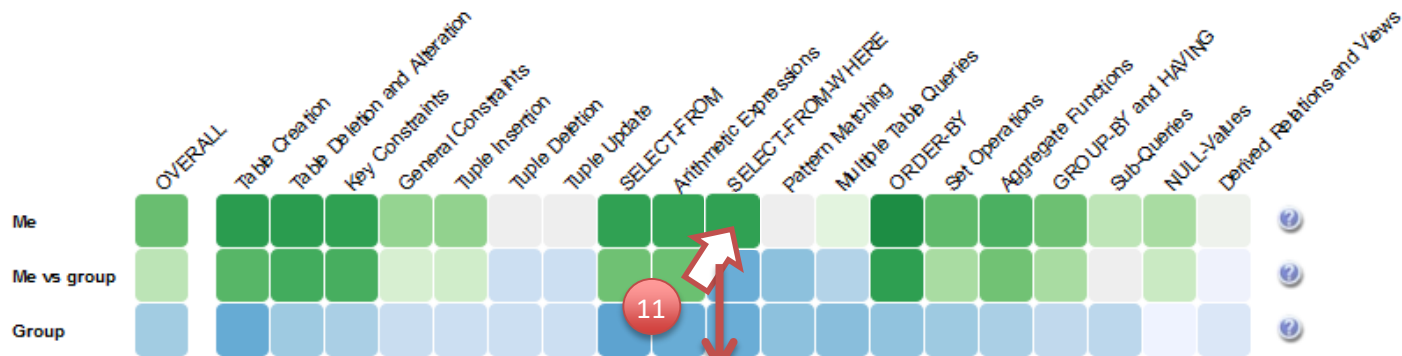 OVERALL
Table Creation
Table Deletion and Alteration
Key Constraints
General Constraints
Tuple Insertion
Tuple Deletion
Tuple Update
SELECT-FROM
Arithmetic Expressions
SELECT-FROM-WHERE
Pattern Matching
Multiple Table Queries
ORDER-BY
Set Operations
Aggregate Functions
GROUP-BY and HAVING
Sub-Queries
NULL-Values
Derived Relations and Views
Me
?
Me vs group
?
11
Group
?